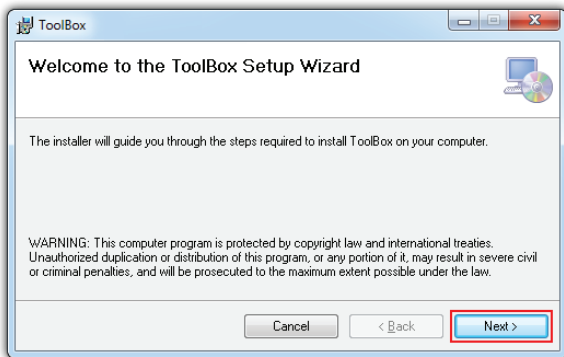 ToolBox
Welcome to the ToolBox Setup Wizard
The installer will guide you through the steps required to install ToolBox on your computer.
WARNING: This computer program is protected by copyright law and international treaties.
Unauthorized duplication or distribution of this program, or any portion of it, may result in severe civil
or criminal penalties, and will be prosecuted to the maximum extent possible under the law.
Cancel
< Back
Next >